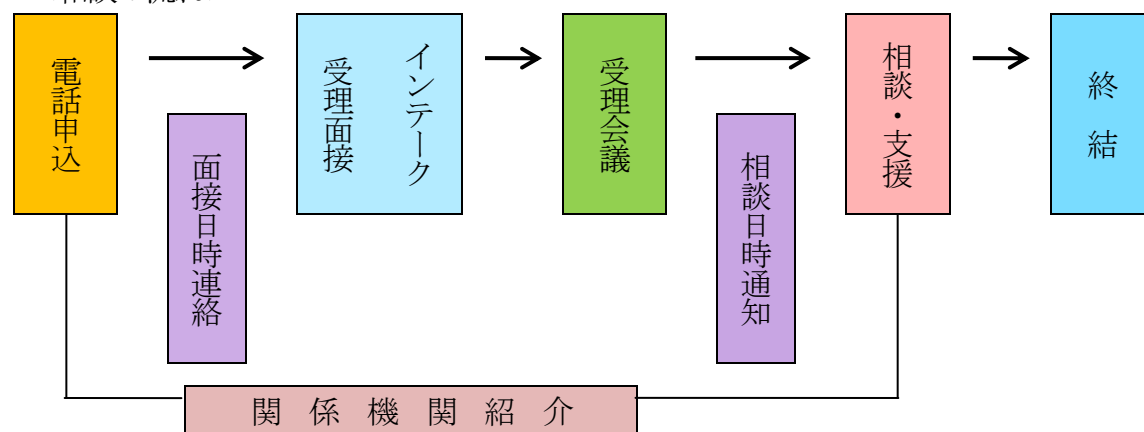 電話申込
面接日時連絡
インテーク
受理面接
受理会議
相談日時通知
相談・支援
終結
関係機関紹介